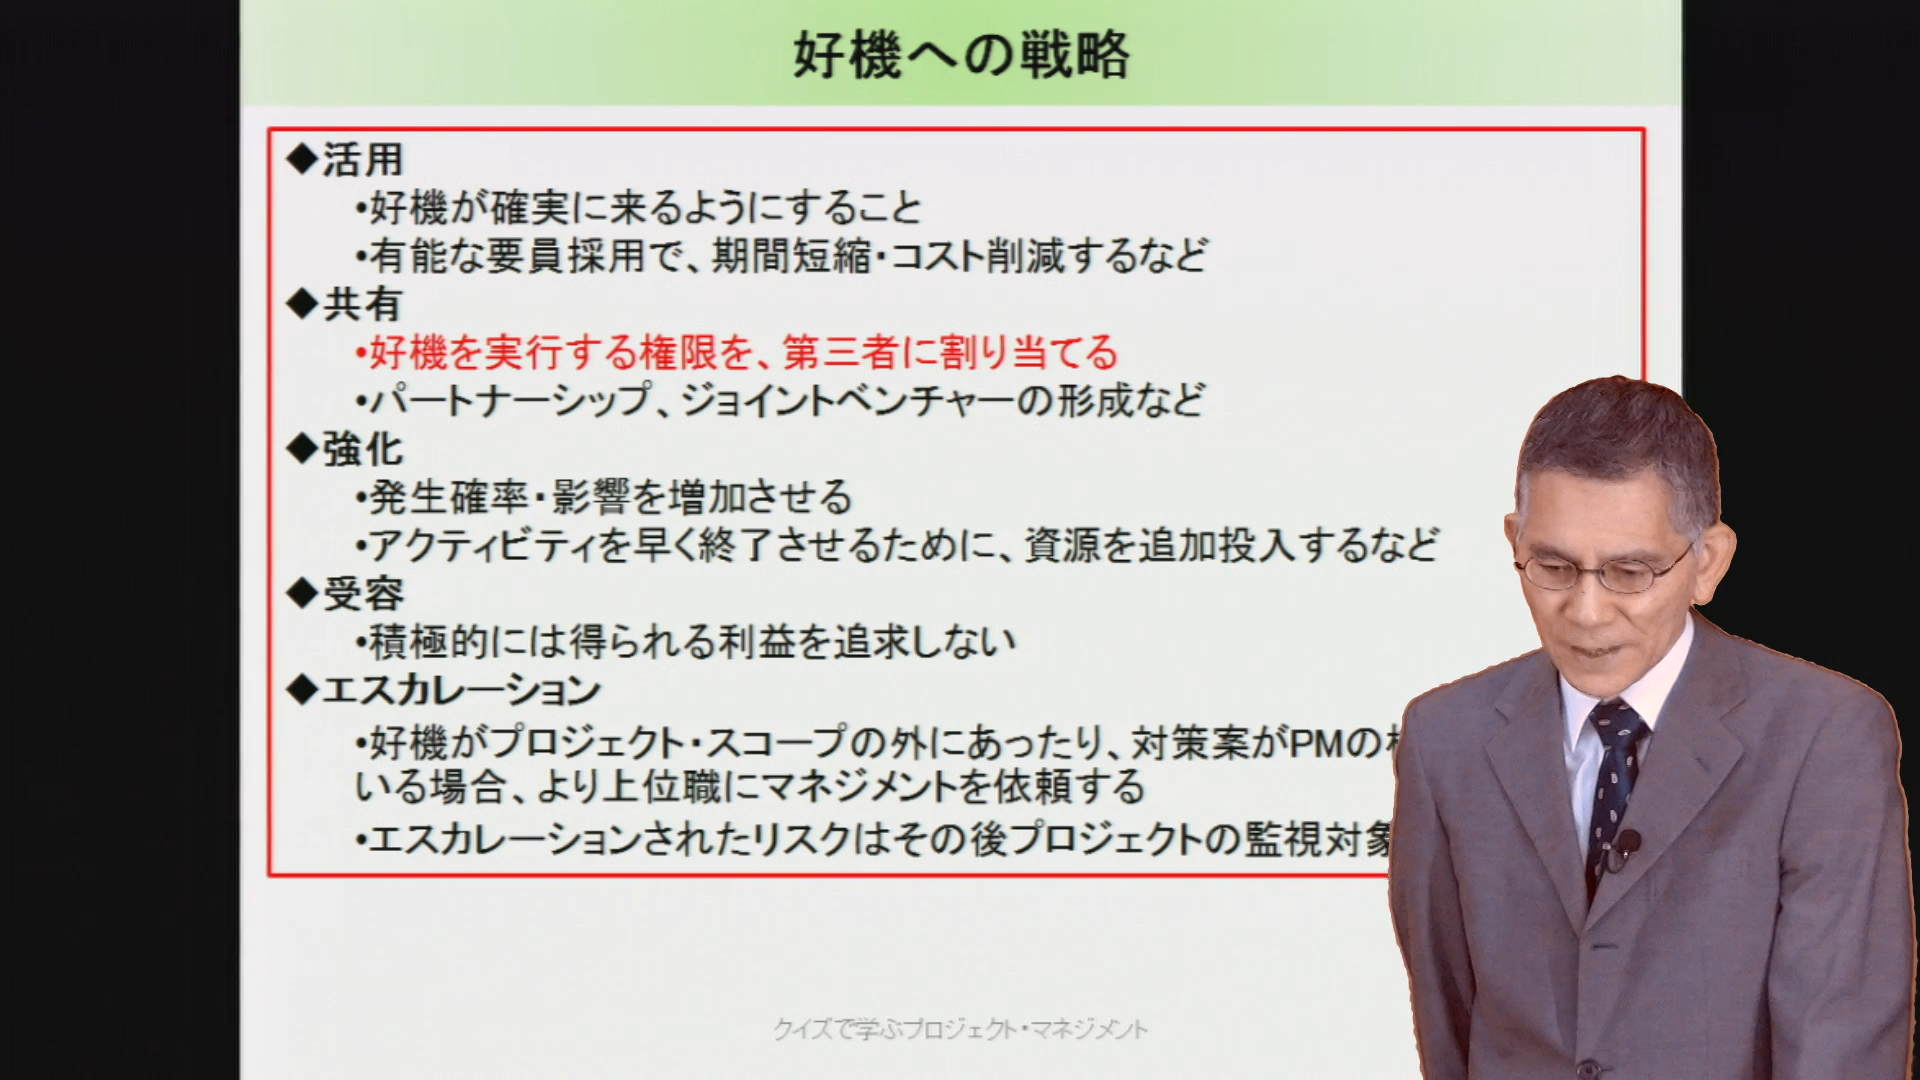 好機への戦略
◆活用
•好機が確実に来るようにすること
•有能な要員採用で、期間短縮・コスト削減するなど
◆共有
•好機を実行する権限を、第三者に割り当てる
•パートナーシップ、ジョイントベンチャーの形成など
◆強化
•発生確率・影響を増加させる
•アクティビティを早く終了させるために、資源を追加投入するなど
◆受容
•積極的には得られる利益を追求しない
◆エスカレーション
•好機がプロジェクト・スコープの外にあったり、対策案がPMの
いる場合、より上位職にマネジメントを依頼する
•エスカレーションされたリスクはその後プロジェクトの監視対象
クイズで学ぶプロジェクト・マネジメント